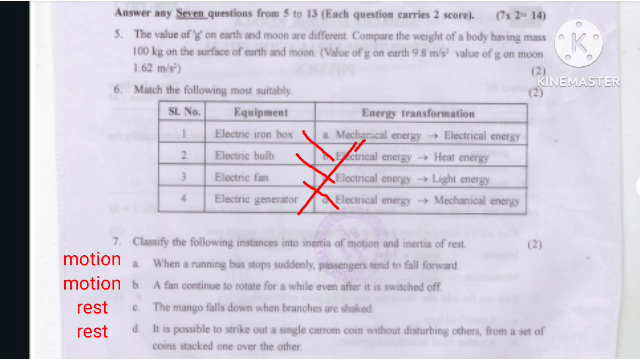 Answer any Seven questions from 5 to 13 (Each question carries 2 score). (7x 2= 14)
5. The value of 'g' on earth and moon are different. Compare the weight of a body having mass
100 kg on the surface of earth and moon. (Value of g on earth 9.8 m/s² value of g on moon
1.62 m/s²) (2)
K
KINEMASTER
6. Match the following most suitably. (2)
Sl. No. Equipment Energy transformation
1 Electric iron box a. Mechanical energy → Electrical energy
2 Electric bulb b. Electrical energy → Heat energy
3 Electric fan Electrical energy → Light energy
4 Electric generator d. Electrical energy → Mechanical energy
7. Classify the following instances into inertia of motion and inertia of rest. (2)
motion a. When a running bus stops suddenly, passengers tend to fall forward.
motion b. A fan continue to rotate for a while even after it is switched off.
rest c. The mango falls down when branches are shaked.
rest d. It is possible to strike out a single carrom coin without disturbing others, from a set of
coins stacked one over the other.